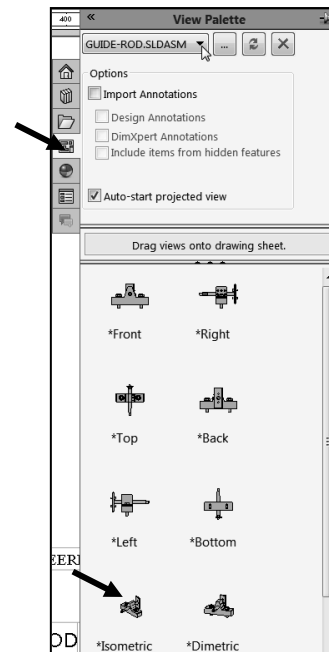 400
View Palette
GUIDE-ROD.SLDASM
...
Options
Import Annotations
Design Annotations
DimXpert Annotations
Include items from hidden features
Auto-start projected view
Drag views onto drawing sheet.
*Front *Right
*Top *Back
*Left *Bottom
EERI
*Isometric *Dimetric
OD